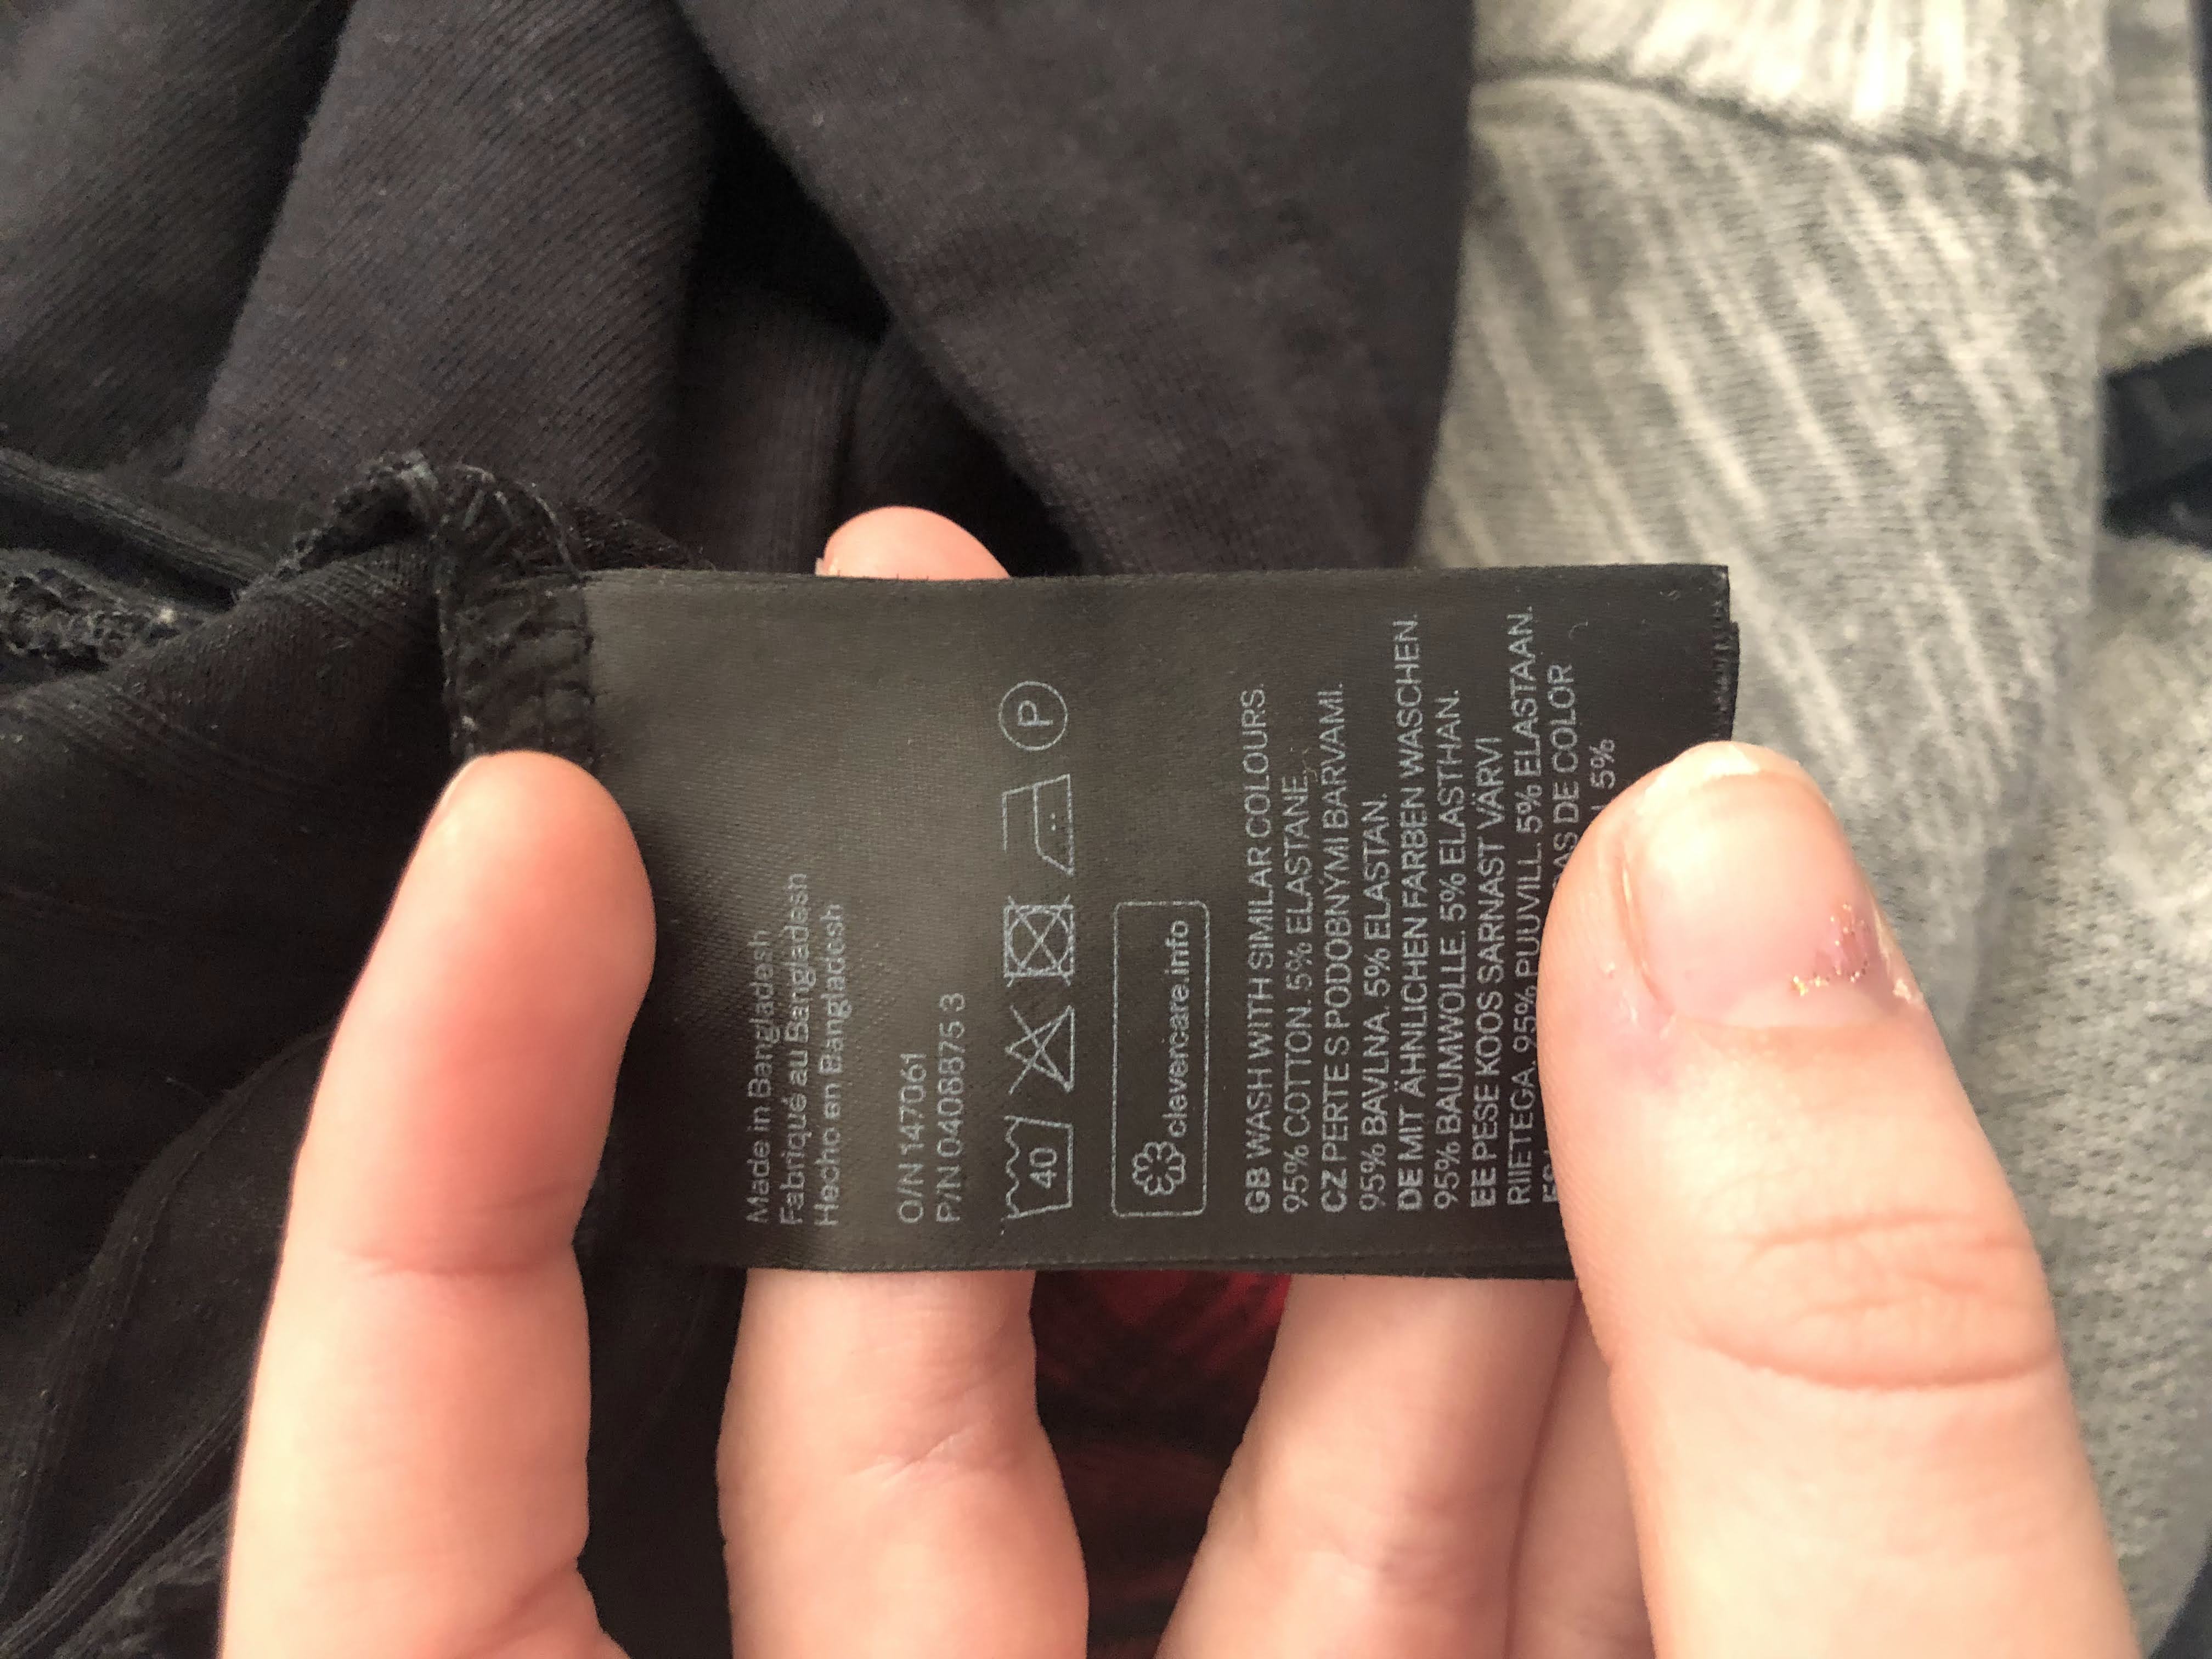 Made in Bangladesh
Fabriqué au Bangladesh
Hecho en Bangladesh
O/N 147061
P/N 0408875 3
40
P
clevercare.info
GB WASH WITH SIMILAR COLOURS.
95% COTTON. 5% ELASTANE.
CZ PERTE S PODOBNÝMI BARVAMI.
95% BAVLNA. 5% ELASTAN.
DE MIT ÄHNLICHEN FARBEN WASCHEN.
95% BAUMWOLLE. 5% ELASTHAN.
EE PESE KOOS SARNAST VÄRVI
RIIETEGA. 95% PUUVILL. 5% ELASTAAN.
ES DE COLOR
5%